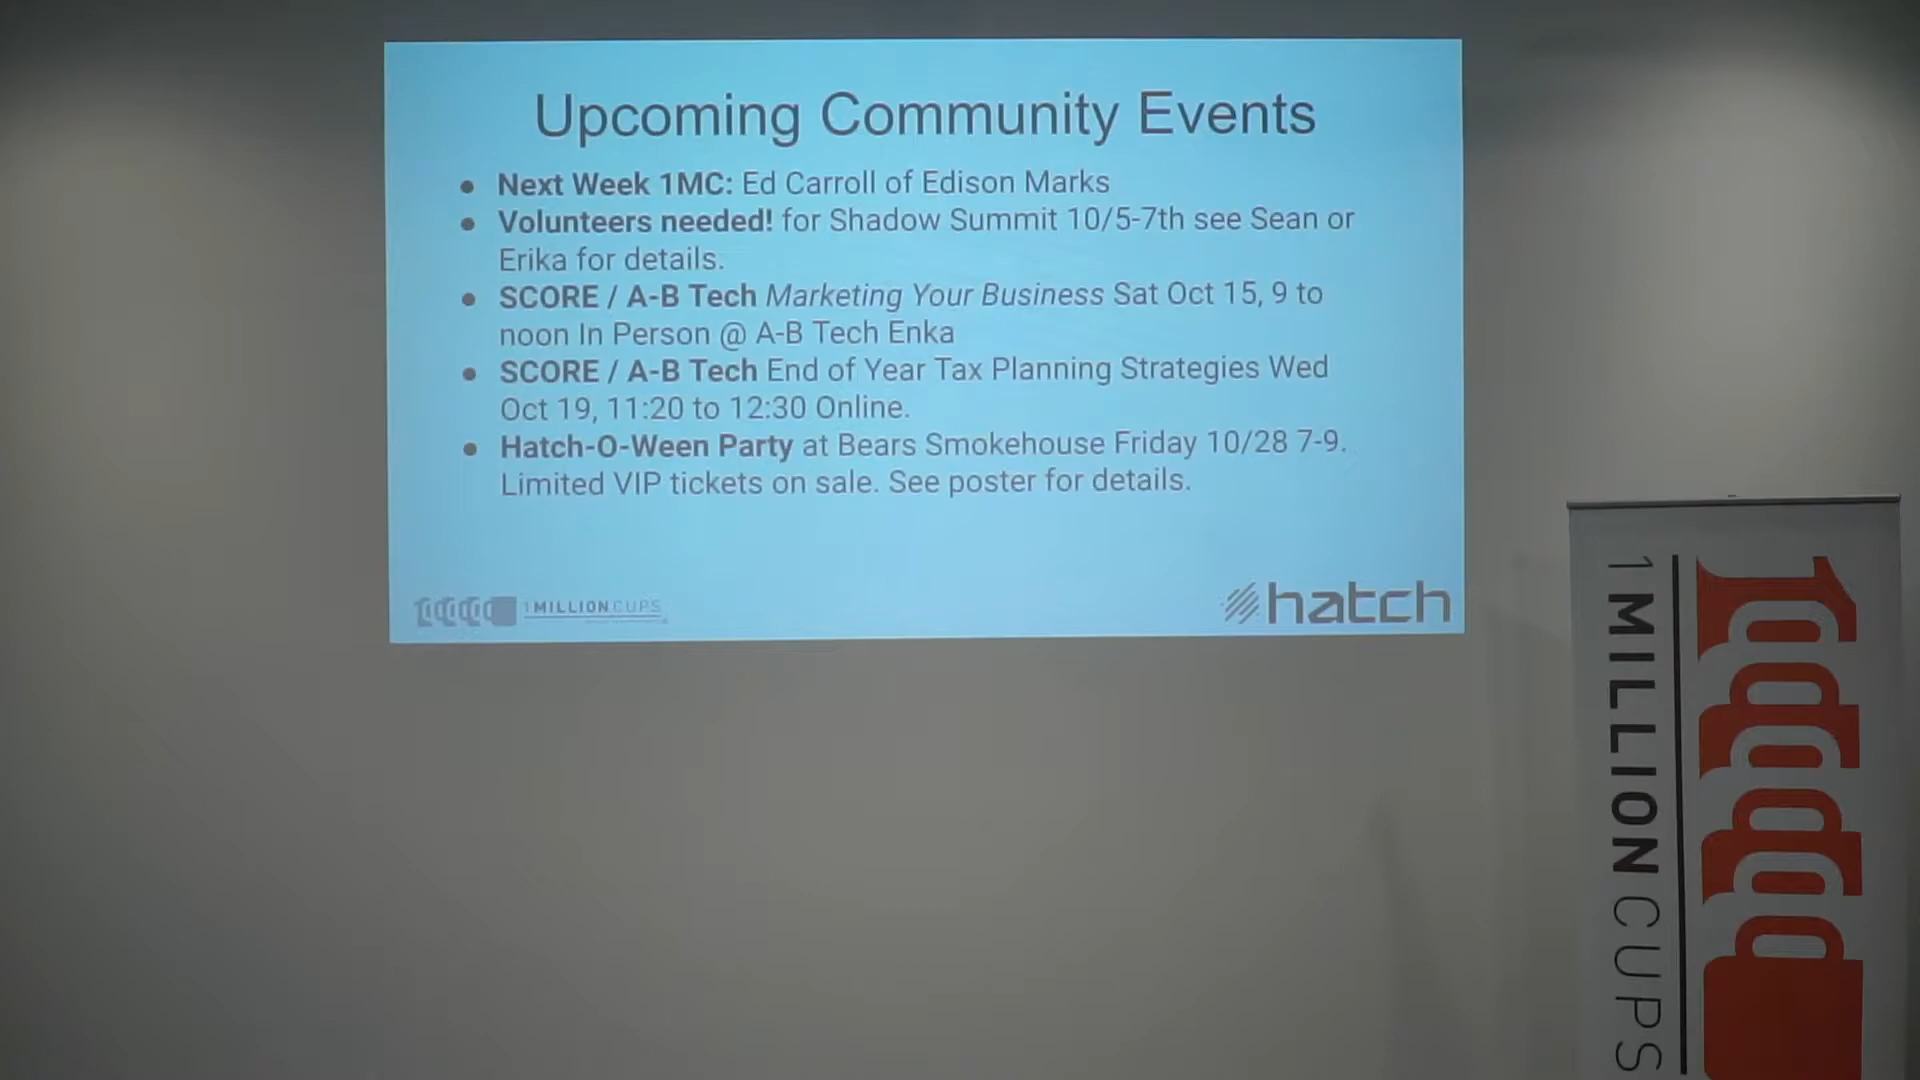 Upcoming Community Events
● Next Week 1MC: Ed Carroll of Edison Marks
● Volunteers needed! for Shadow Summit 10/5-7th see Sean or
Erika for details.
● SCORE / A-B Tech Marketing Your Business Sat Oct 15, 9 to
noon In Person @ A-B Tech Enka
● SCORE / A-B Tech End of Year Tax Planning Strategies Wed
Oct 19, 11:20 to 12:30 Online.
● Hatch-O-Ween Party at Bears Smokehouse Friday 10/28 7-9.
Limited VIP tickets on sale. See poster for details.
1MILLIONCUPS
hatch
1MILLIONCUPS